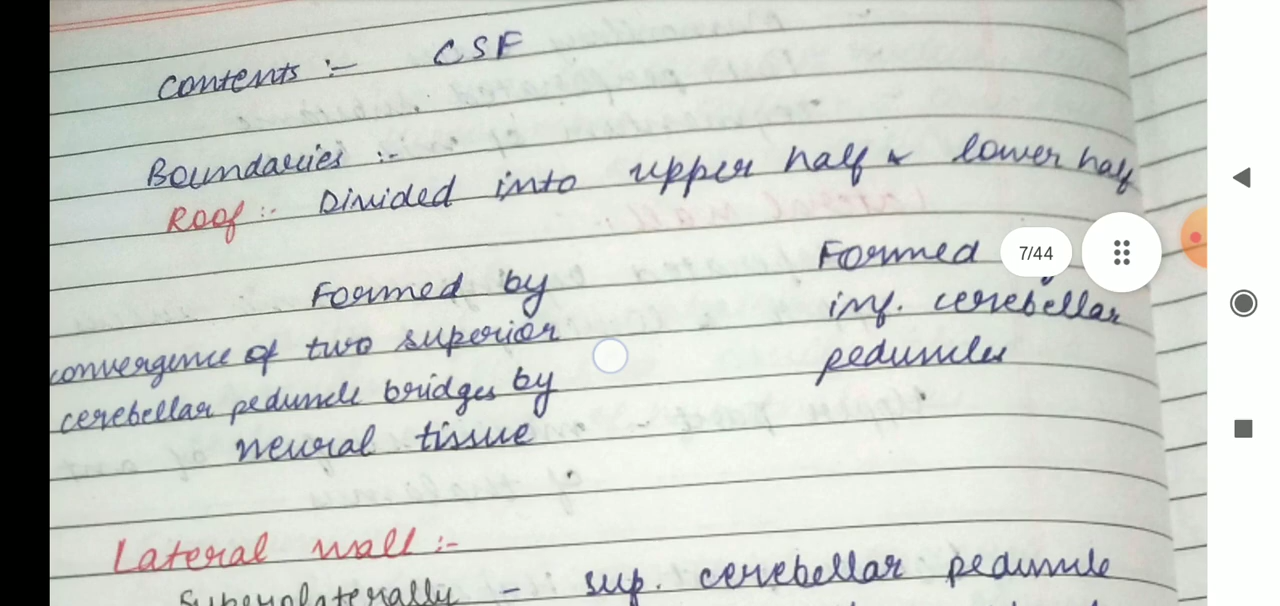 Contents :- CSF
Boundaries :-
Roof :- Divided into upper half & lower half
Formed by
convergence of two superior
cerebellar peduncle bridges by
neural tissue
Formed
inf. cerebellar
peduncles
7/44
Lateral wall :-
Superolaterally - sup. cerebellar peduncle